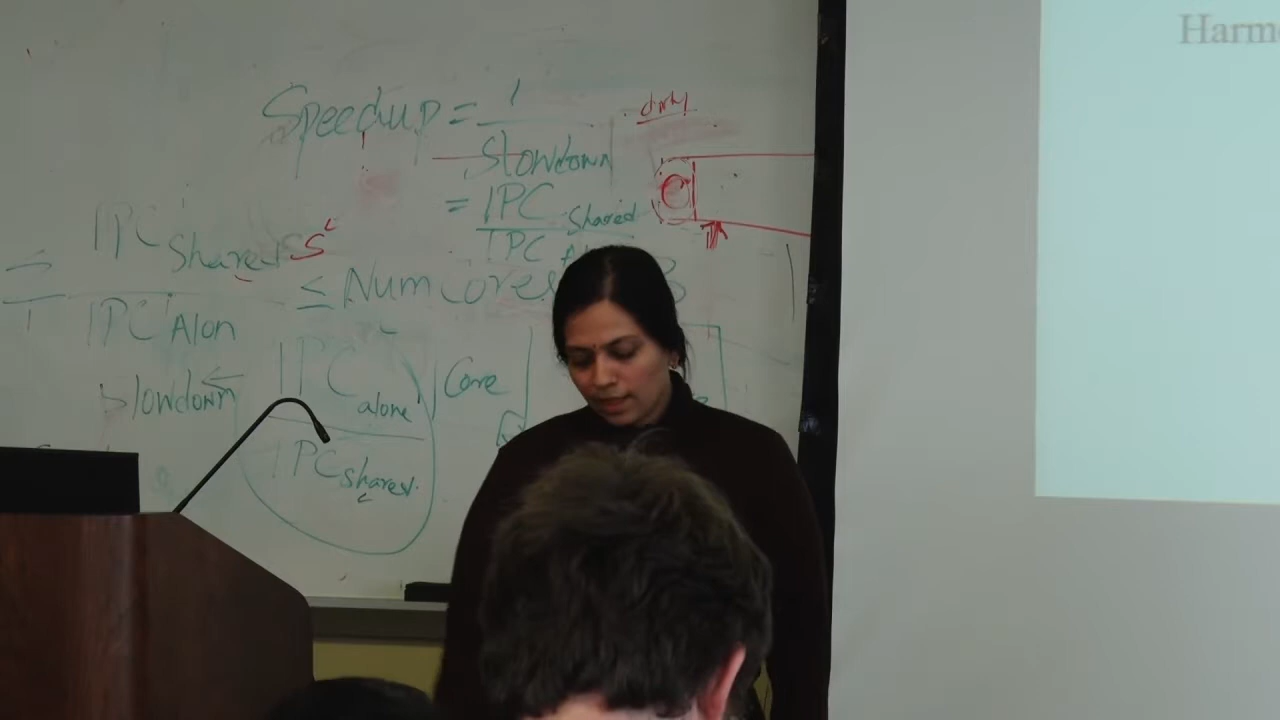 Speedup = 1
Slowdown
= IPC Shared
IPC
IPC Shared s
≤ Num cores
IPC Alon
IPC alone
Core
Slowdown
IPC shared
Harm